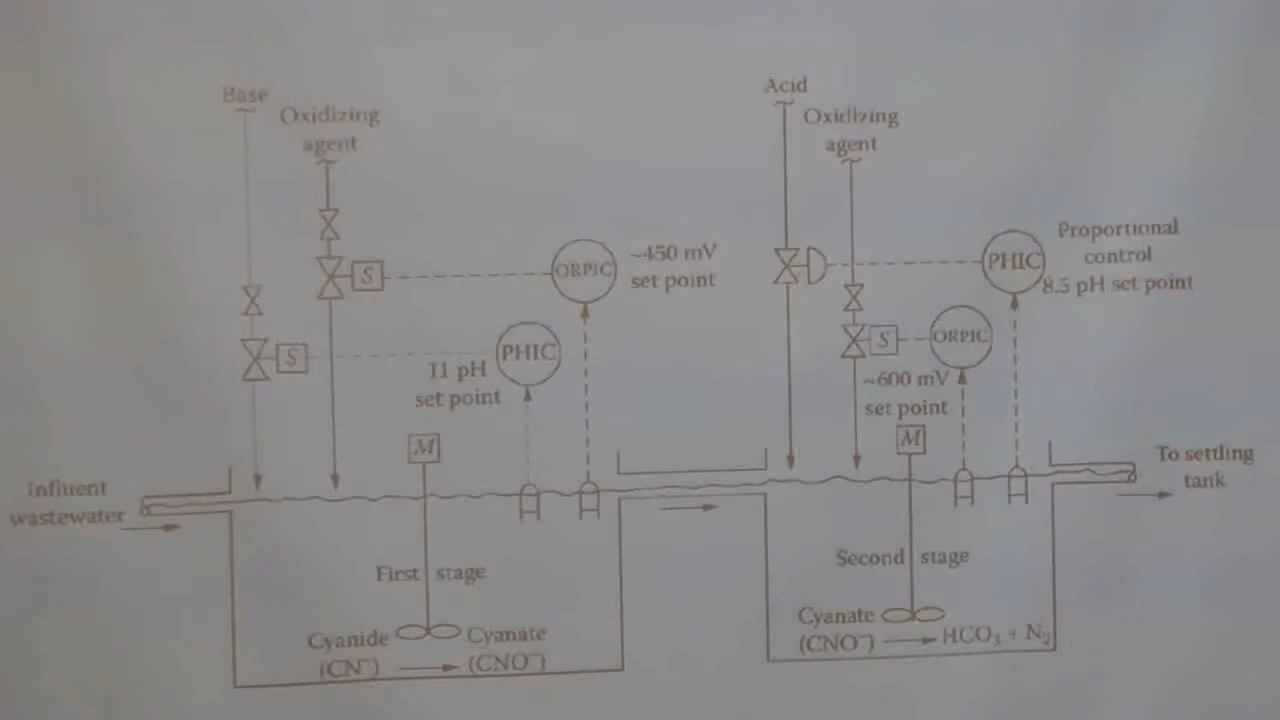 Base
Oxidizing
agent
S
ORPIC
~450 mV
set point
S
PHIC
11 pH
set point
M
Influent
wastewater
First stage
Cyanide
(CN⁻)
Cyanate
(CNO⁻)
Acid
Oxidizing
agent
PHIC
Proportional
control
8.5 pH set point
S
ORPIC
~600 mV
set point
M
To settling
tank
Second stage
Cyanate
(CNO⁻)
HCO₃ + N₂